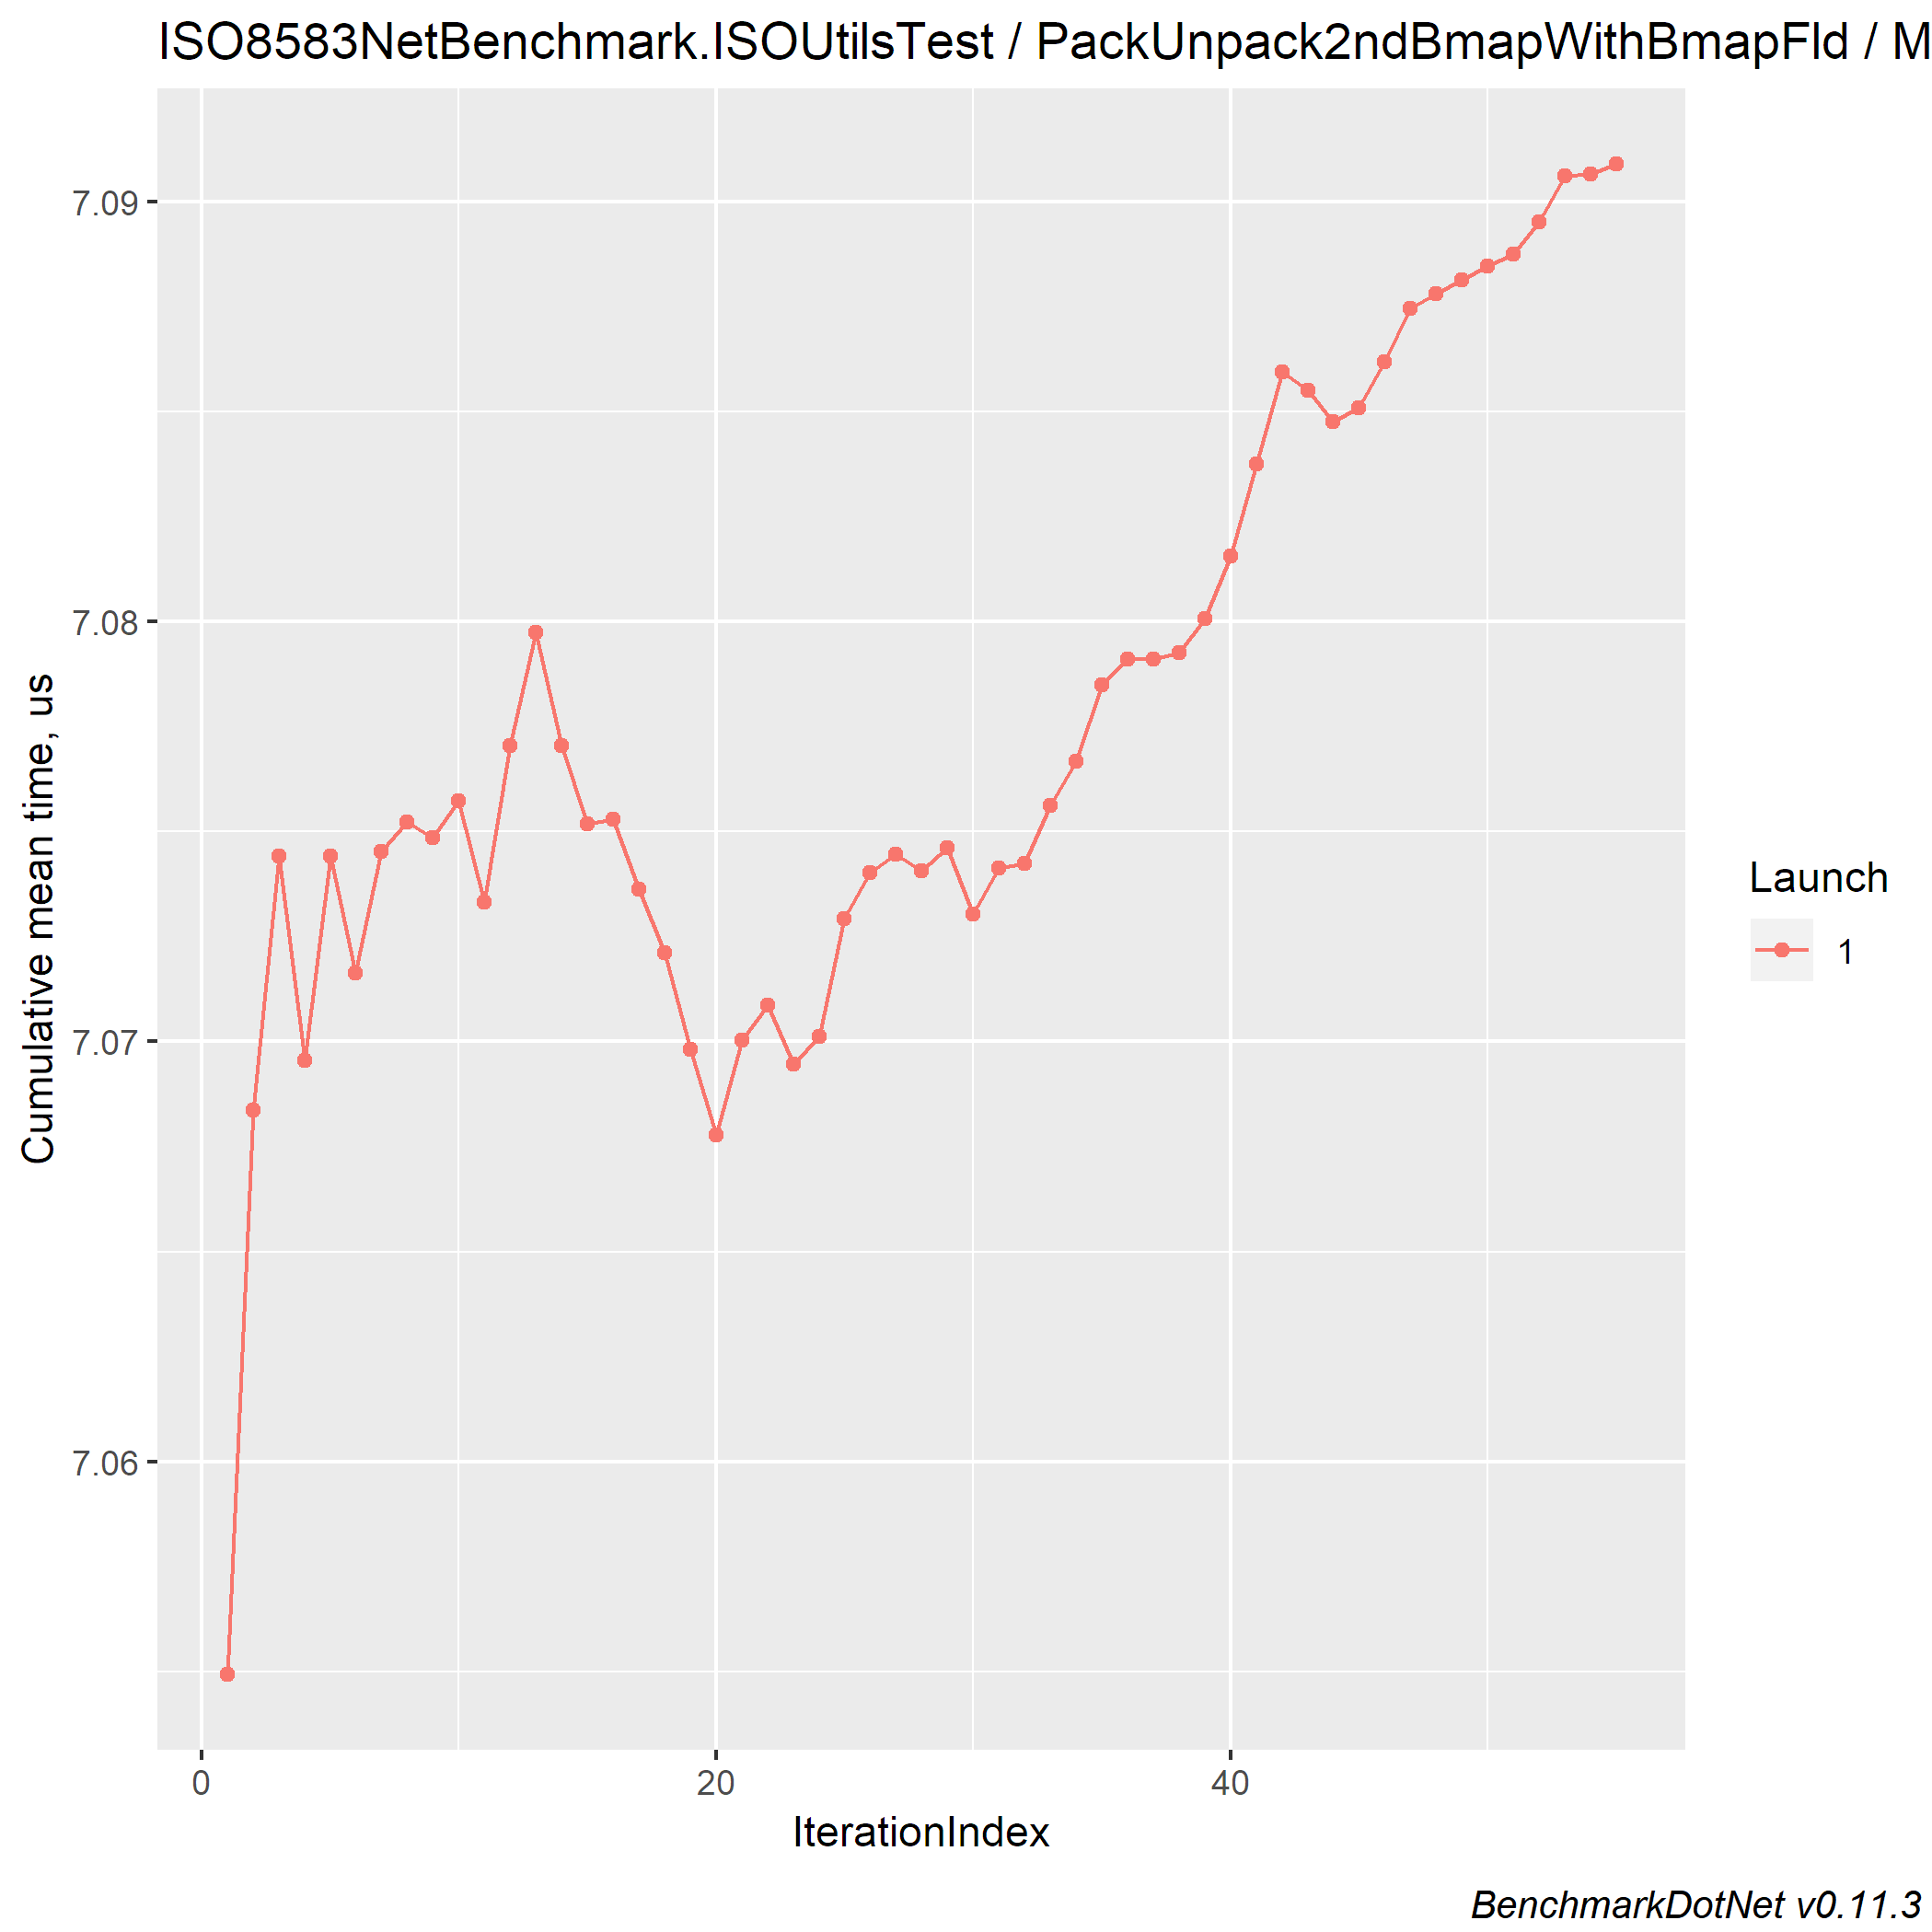 ISO8583NetBenchmark.ISOUtilsTest / PackUnpack2ndBmapWithBmapFld / M
7.09
7.08
7.07
7.06
Cumulative mean time, us
0 20 40
IterationIndex
Launch
1
BenchmarkDotNet v0.11.3